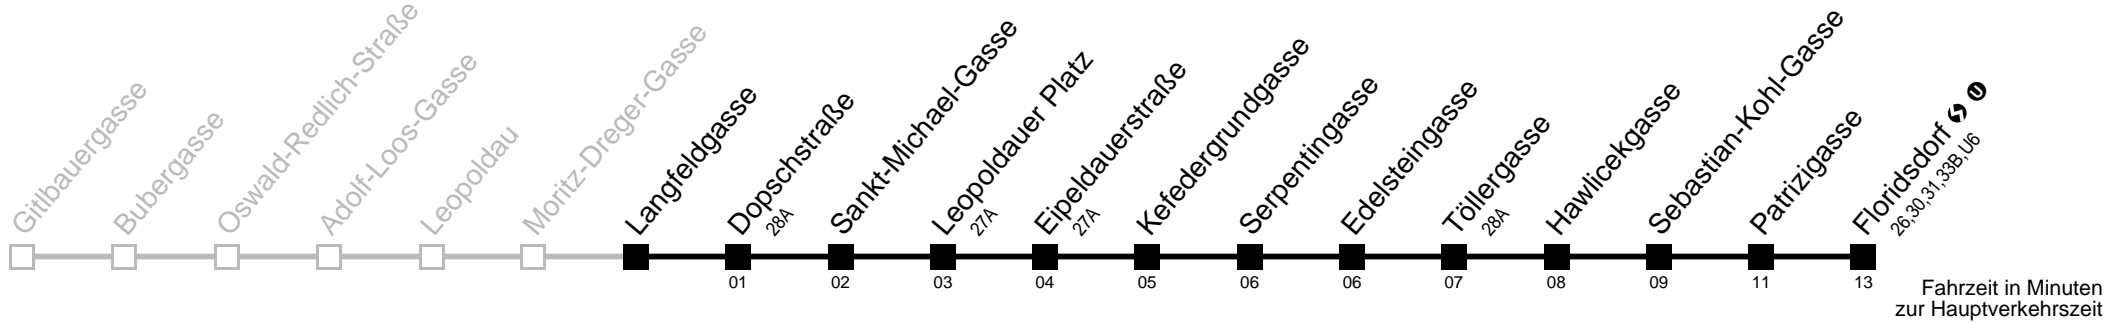 Gitlbauergasse
Bubergasse
Oswald-Redlich-Straße
Adolf-Loos-Gasse
Leopoldau
Moritz-Dreger-Gasse
Langfeldgasse
Dopschstraße
28A
Sankt-Michael-Gasse
Leopoldauer Platz
27A
Eipeldauerstraße
27A
Kefedergrundgasse
Serpentingasse
Edelsteingasse
Töllergasse
28A
Hawlicekgasse
Sebastian-Kohl-Gasse
Patrizigasse
Floridsdorf U
26,30,31,33B,U6
01 02 03 04 05 06 06 07 08 09 11 13
Fahrzeit in Minuten
zur Hauptverkehrszeit